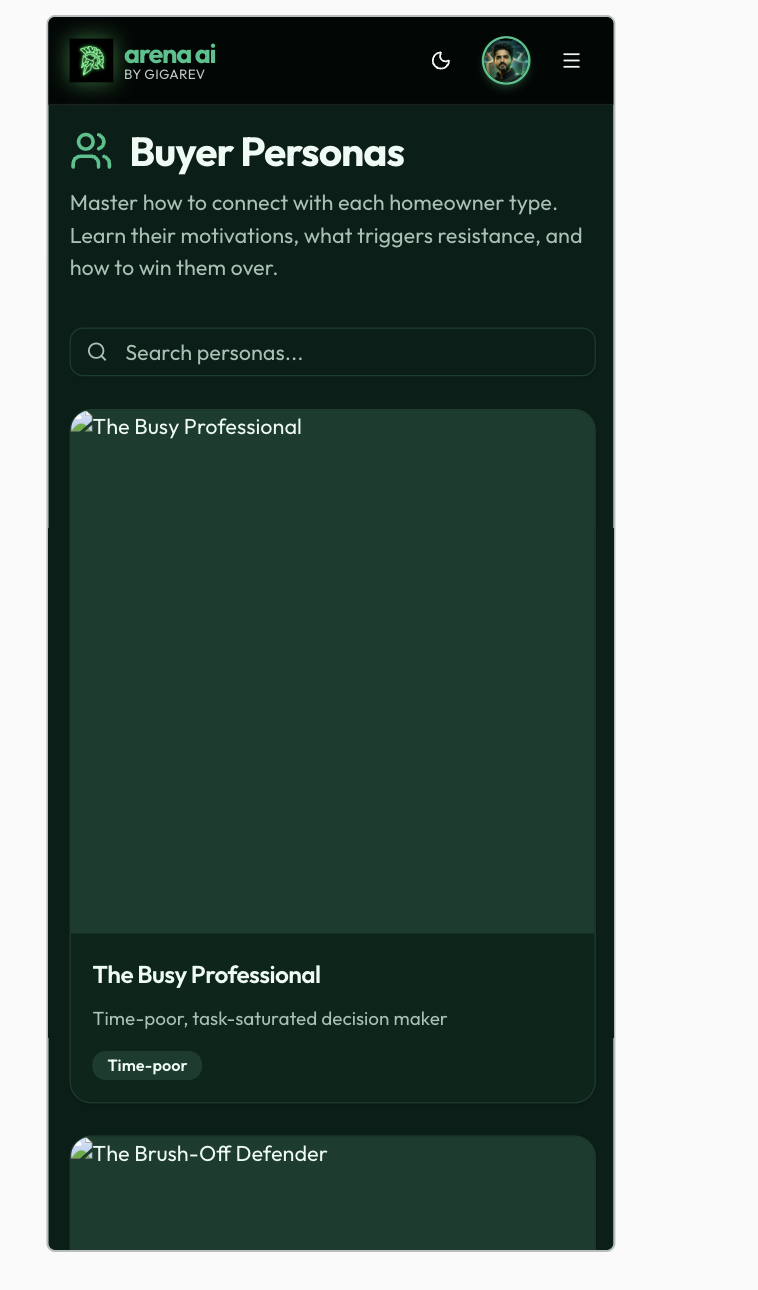 arena ai
BY GIGAREV
Buyer Personas
Master how to connect with each homeowner type.
Learn their motivations, what triggers resistance, and
how to win them over.
Search personas...
The Busy Professional
The Busy Professional
Time-poor, task-saturated decision maker
Time-poor
The Brush-Off Defender